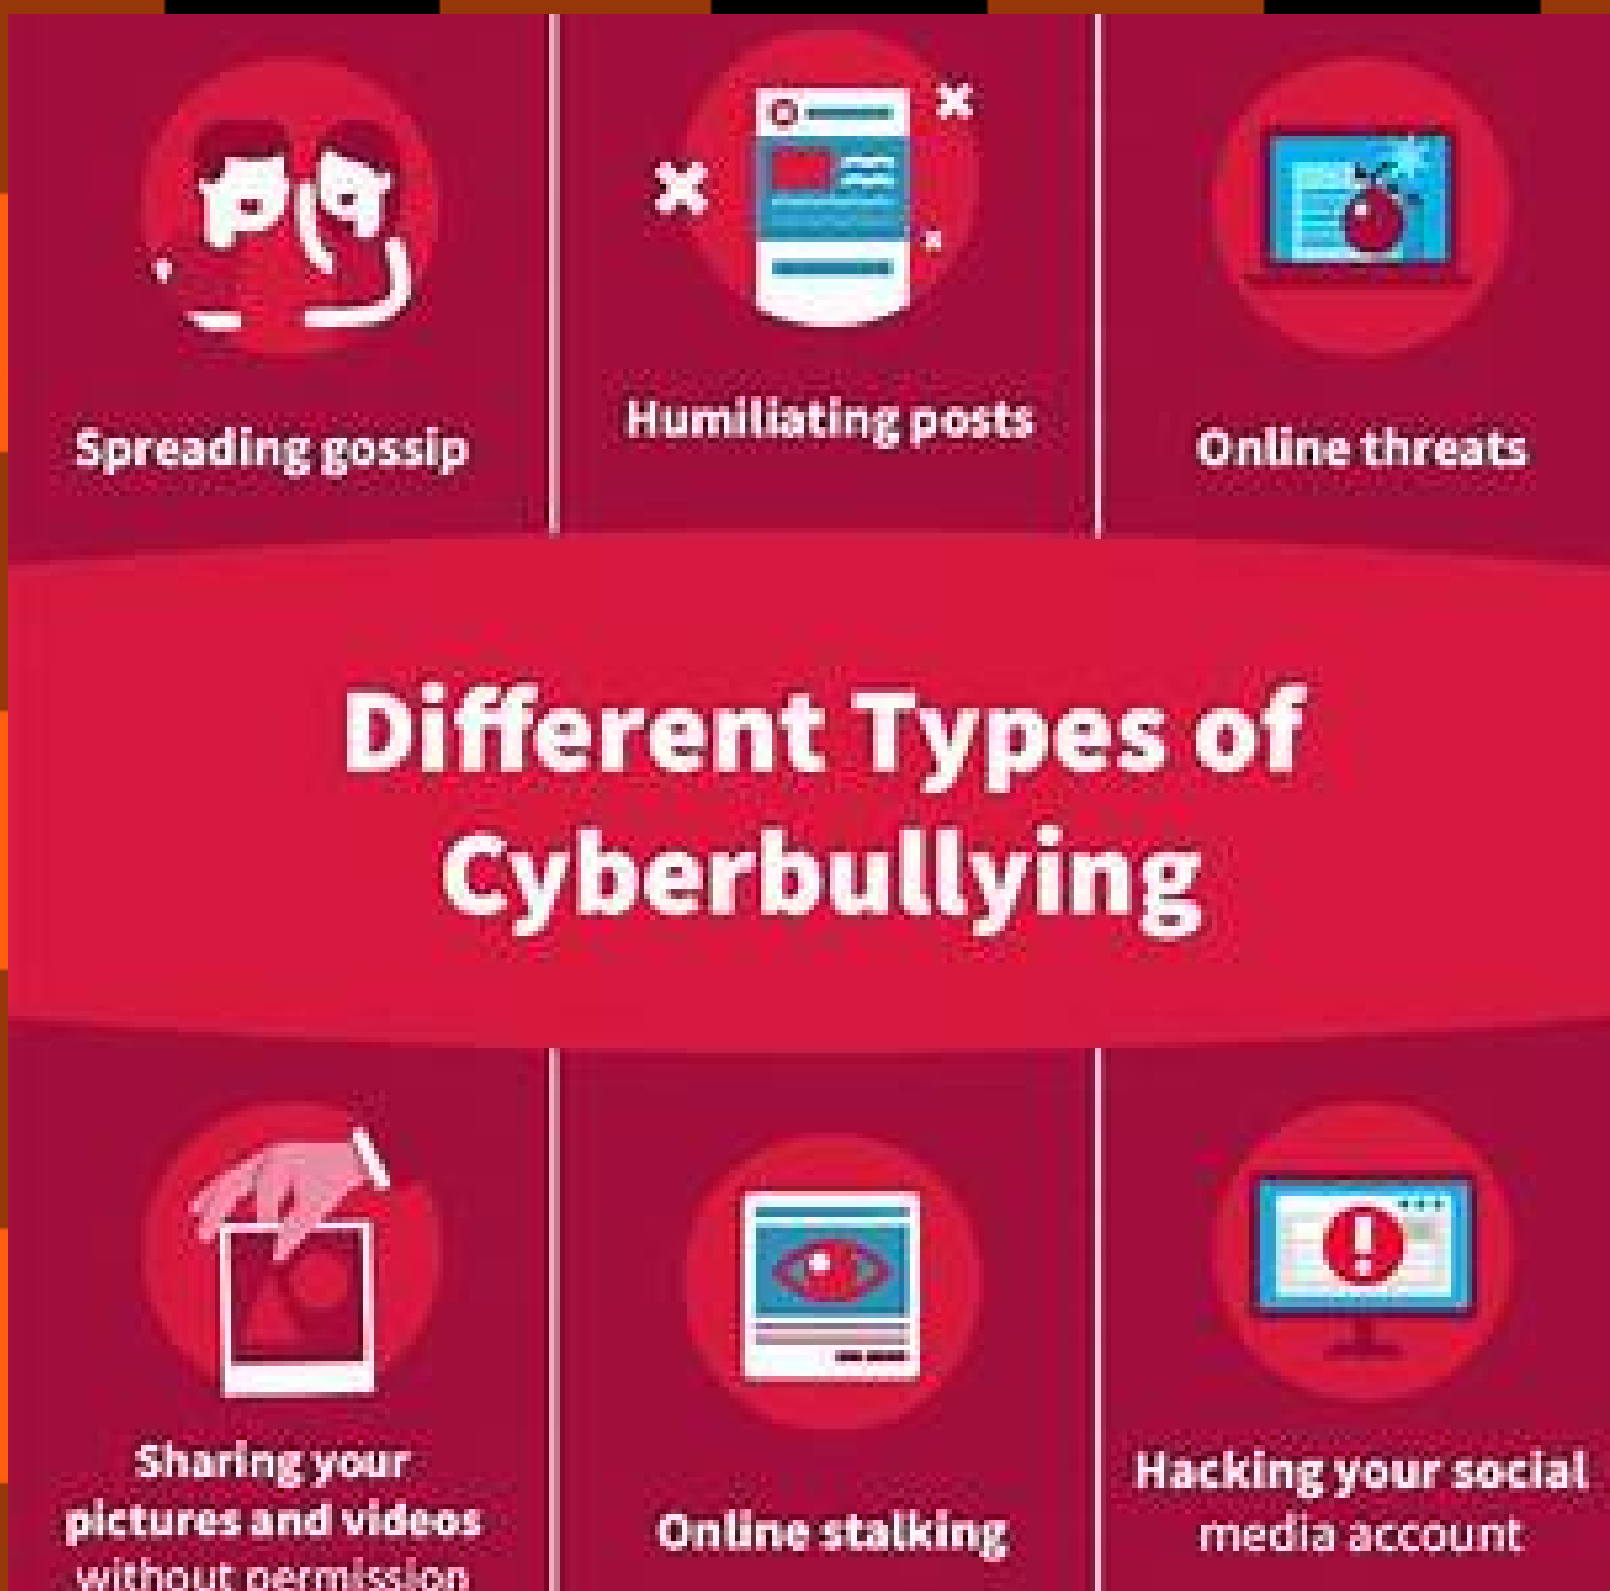 Spreading gossip
Humiliating posts
Online threats
Different Types of
Cyberbullying
Sharing your
pictures and videos
without permission
Online stalking
Hacking your social
media account